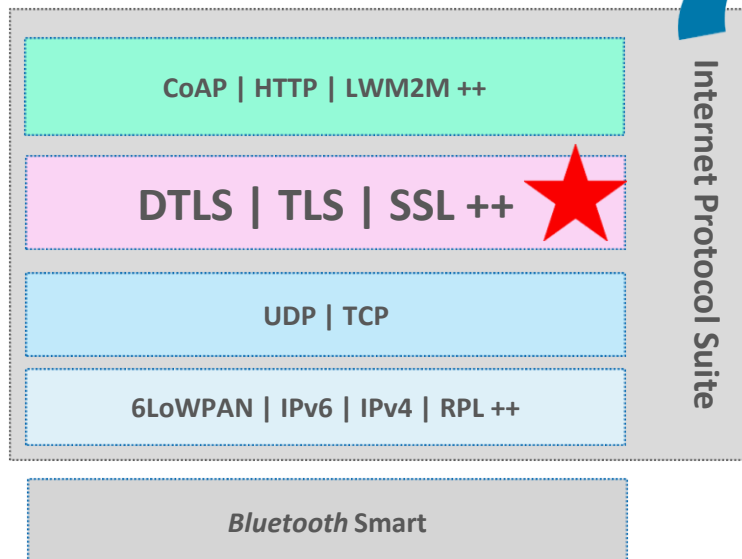 CoAP | HTTP | LWM2M ++
DTLS | TLS | SSL ++
UDP | TCP
6LoWPAN | IPv6 | IPv4 | RPL ++
Bluetooth Smart
Internet Protocol Suite